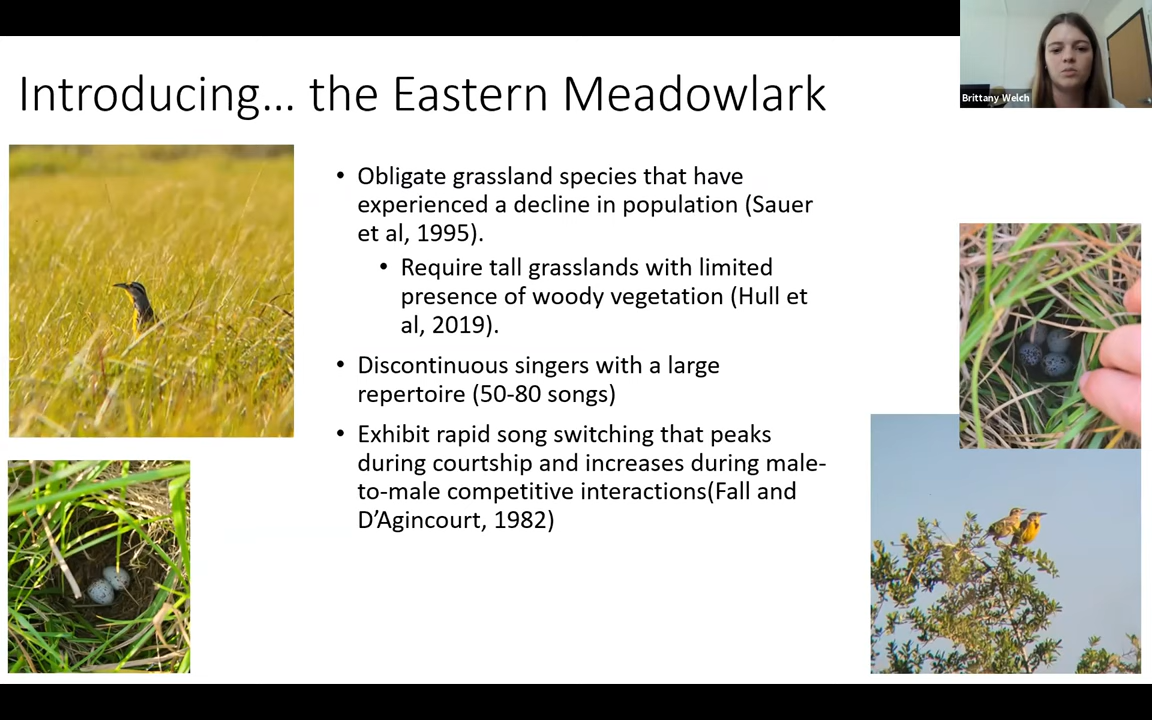 Introducing... the Eastern Meadowlark
Brittany Welch
• Obligate grassland species that have
experienced a decline in population (Sauer
et al, 1995).
• Require tall grasslands with limited
presence of woody vegetation (Hull et
al, 2019).
• Discontinuous singers with a large
repertoire (50-80 songs)
• Exhibit rapid song switching that peaks
during courtship and increases during male-
to-male competitive interactions(Fall and
D’Agincourt, 1982)